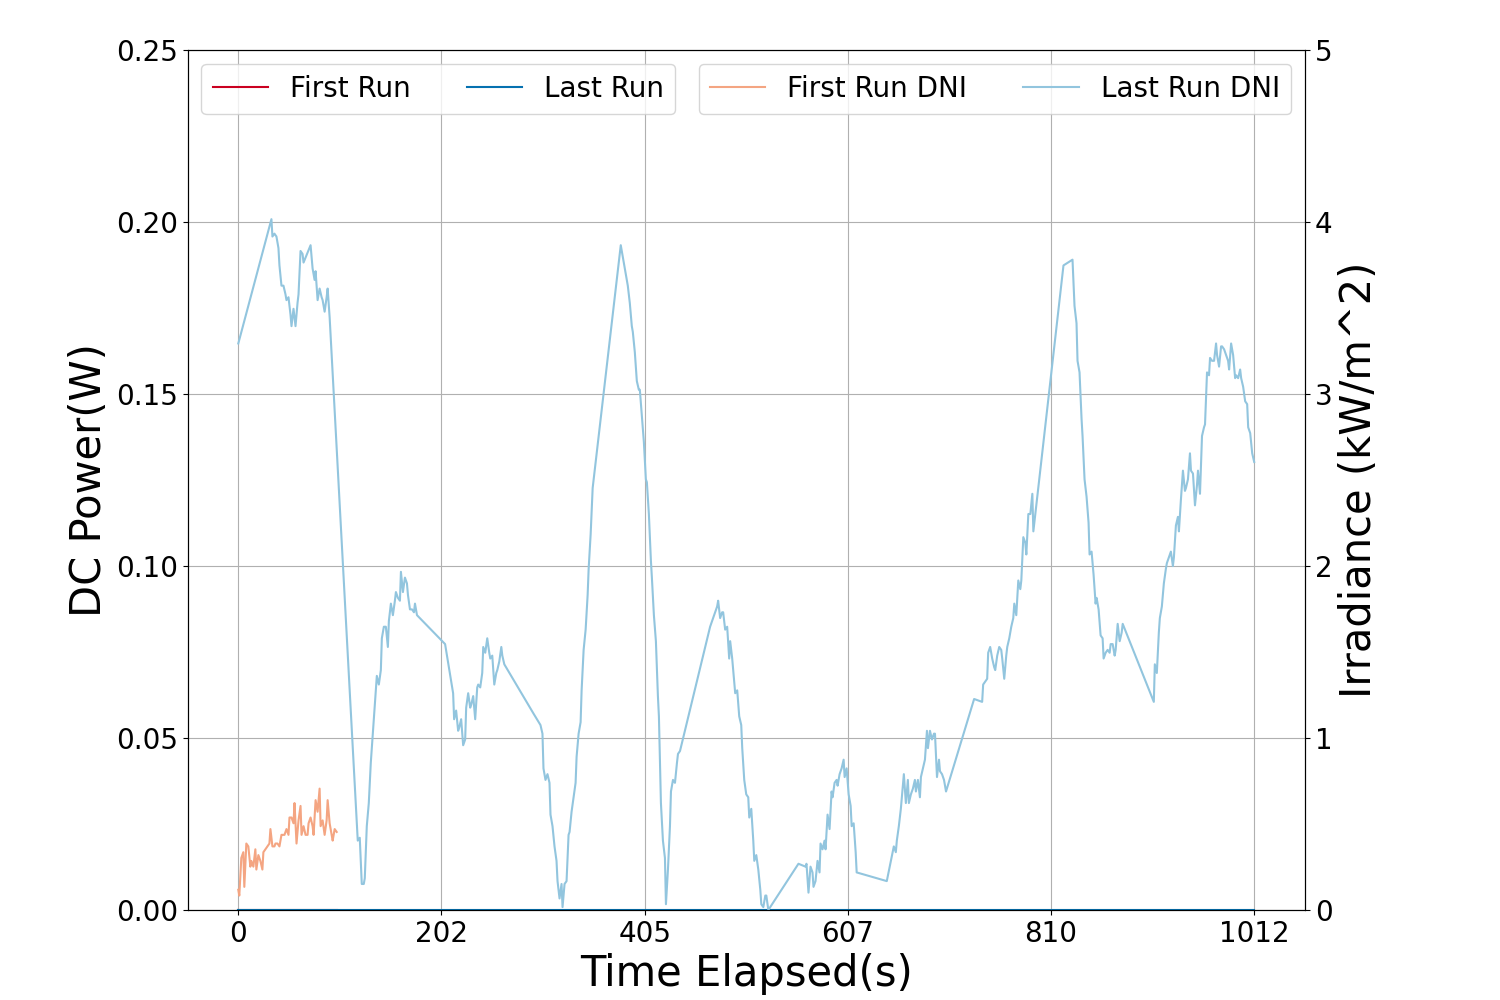 First Run
Last Run
First Run DNI
Last Run DNI
DC Power(W)
0.25
0.20
0.15
0.10
0.05
0.00
5
4
3
2
1
0
Irradiance (kW/m^2)
0
202
405
607
810
1012
Time Elapsed(s)